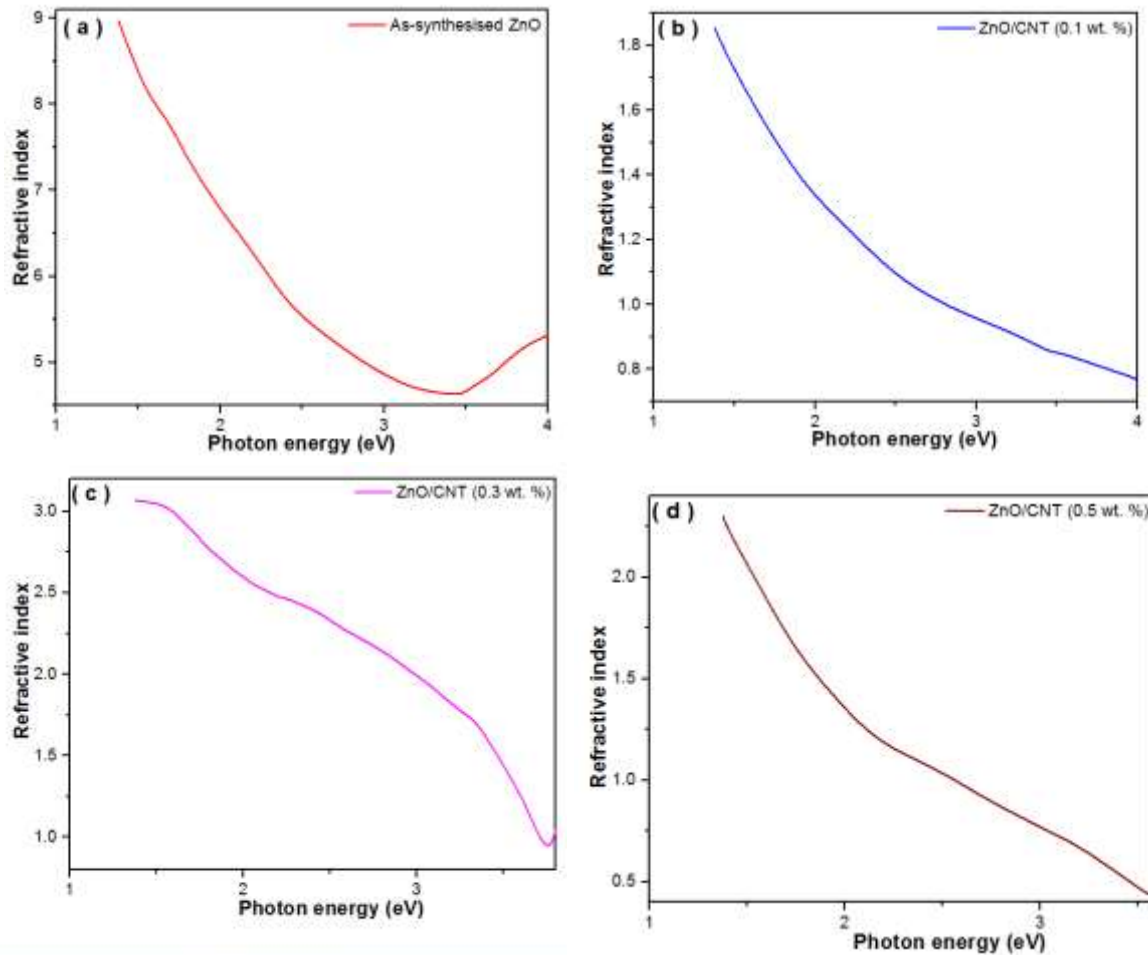 ( a )
As-synthesised ZnO
9
8
7
6
5
Refractive index
1
2
3
4
Photon energy (eV)
( b )
ZnO/CNT (0.1 wt. %)
1.8
1.6
1.4
1.2
1.0
0.8
Refractive index
1
2
3
4
Photon energy (eV)
( c )
ZnO/CNT (0.3 wt. %)
3.0
2.5
2.0
1.5
1.0
Refractive index
1
2
3
Photon energy (eV)
( d )
ZnO/CNT (0.5 wt. %)
2.0
1.5
1.0
0.5
Refractive index
1
2
3
Photon energy (eV)